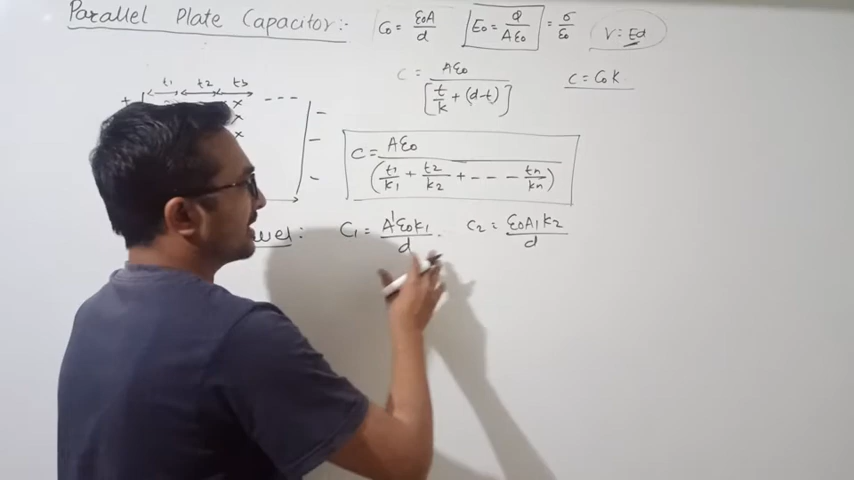 Parallel Plate Capacitor:-
C₀ = ε₀A/d
E₀ = Q/Aε₀ = σ/ε₀
V = Ed
C = Aε₀/[t/k + (d-t)]
C = C₀K
t₁ t₂ t₃ ---
+ x -
x -
-
C = Aε₀/(t₁/k₁ + t₂/k₂ + --- tₙ/kₙ)
C₁ = A'ε₀k₁/d . C₂ = ε₀A₁k₂/d